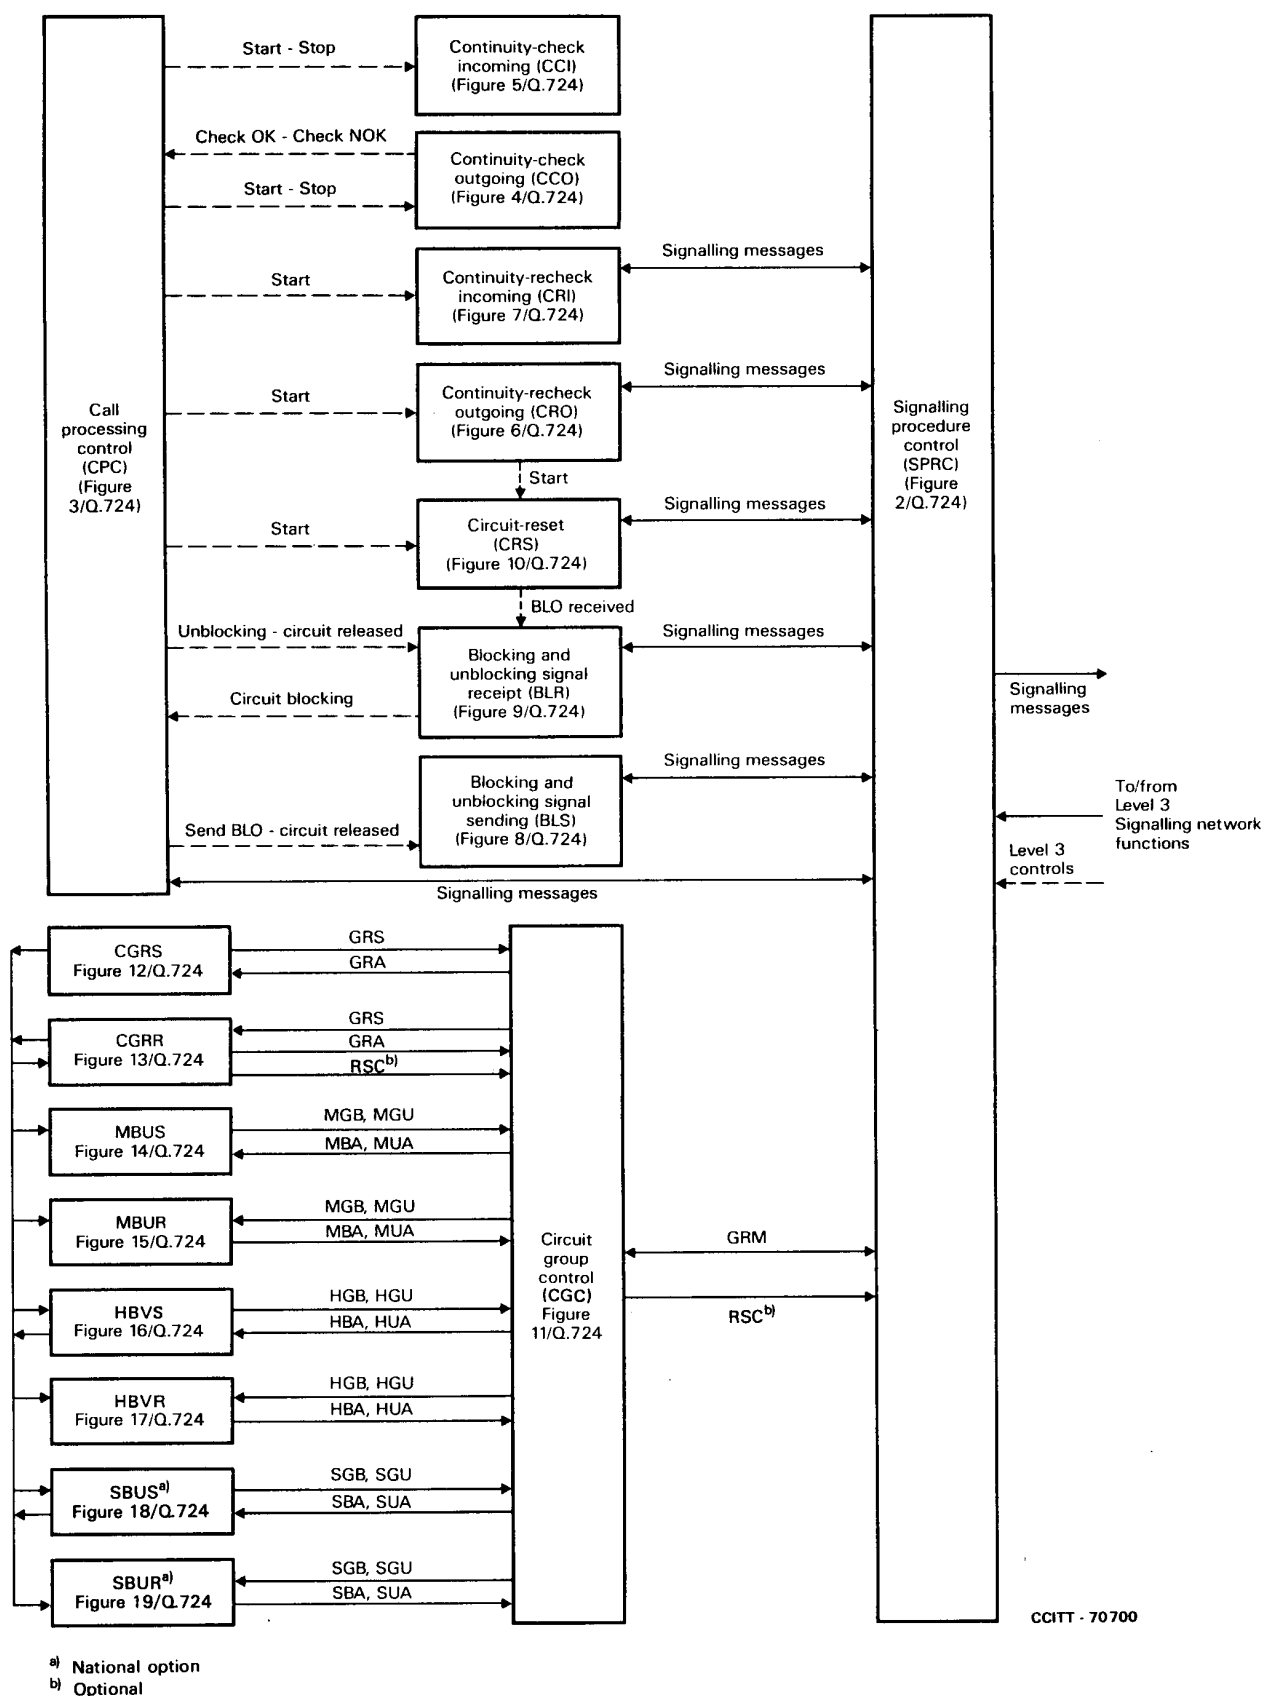 Start - Stop
Continuity-check
incoming (CCI)
(Figure 5/Q.724)
Check OK - Check NOK
Continuity-check
outgoing (CCO)
(Figure 4/Q.724)
Start - Stop
Signalling messages
Start
Continuity-recheck
incoming (CRI)
(Figure 7/Q.724)
Signalling messages
Start
Continuity-recheck
outgoing (CRO)
(Figure 6/Q.724)
Call
processing
control
(CPC)
(Figure
3/Q.724)
Signalling
procedure
control
(SPRC)
(Figure
2/Q.724)
Start
Signalling messages
Start
Circuit-reset
(CRS)
(Figure 10/Q.724)
BLO received
Unblocking - circuit released
Signalling messages
Blocking and
unblocking signal
receipt (BLR)
(Figure 9/Q.724)
Circuit blocking
Signalling
messages
Signalling messages
Blocking and
unblocking signal
sending (BLS)
(Figure 8/Q.724)
Send BLO - circuit released
To/from
Level 3
Signalling network
functions
Level 3
controls
Signalling messages
CGRS
Figure 12/Q.724
GRS
GRA
CGRR
Figure 13/Q.724
GRS
GRA
RSC b)
MBUS
Figure 14/Q.724
MGB, MGU
MBA, MUA
MBUR
Figure 15/Q.724
MGB, MGU
MBA, MUA
Circuit
group
control
(CGC)
Figure
11/Q.724
GRM
RSC b)
HBVS
Figure 16/Q.724
HGB, HGU
HBA, HUA
HBVR
Figure 17/Q.724
HGB, HGU
HBA, HUA
SBUS a)
Figure 18/Q.724
SGB, SGU
SBA, SUA
SBUR a)
Figure 19/Q.724
SGB, SGU
SBA, SUA
CCITT - 70700
a) National option
b) Optional